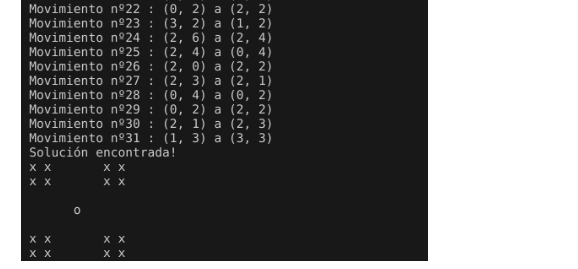 Movimiento nº22 : (0, 2) a (2, 2)
Movimiento nº23 : (3, 2) a (1, 2)
Movimiento nº24 : (2, 6) a (2, 4)
Movimiento nº25 : (2, 4) a (0, 4)
Movimiento nº26 : (2, 0) a (2, 2)
Movimiento nº27 : (2, 3) a (2, 1)
Movimiento nº28 : (0, 4) a (0, 2)
Movimiento nº29 : (0, 2) a (2, 2)
Movimiento nº30 : (2, 1) a (2, 3)
Movimiento nº31 : (1, 3) a (3, 3)
Solución encontrada!
x x       x x
x x       x x
o
x x       x x
x x       x x